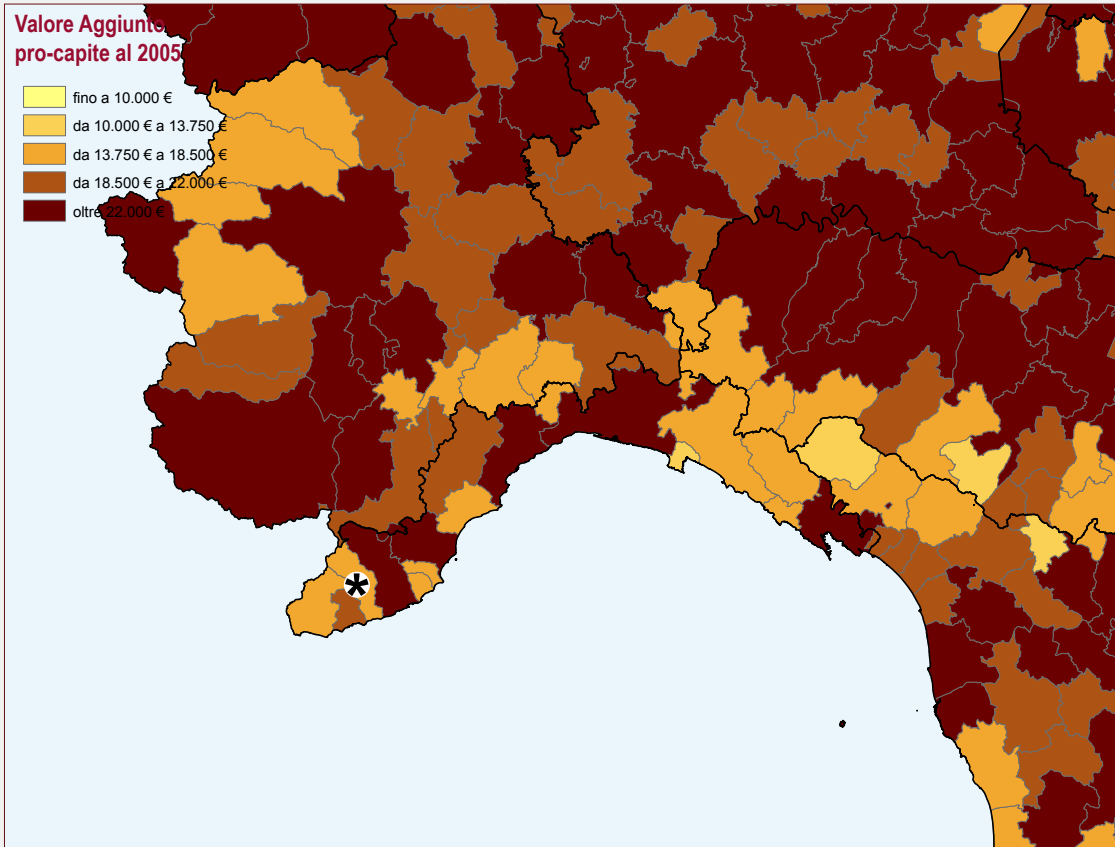 Valore Aggiunto
pro-capite al 2005
fino a 10.000 €
da 10.000 € a 13.750 €
da 13.750 € a 18.500 €
da 18.500 € a 22.000 €
oltre 22.000 €
*